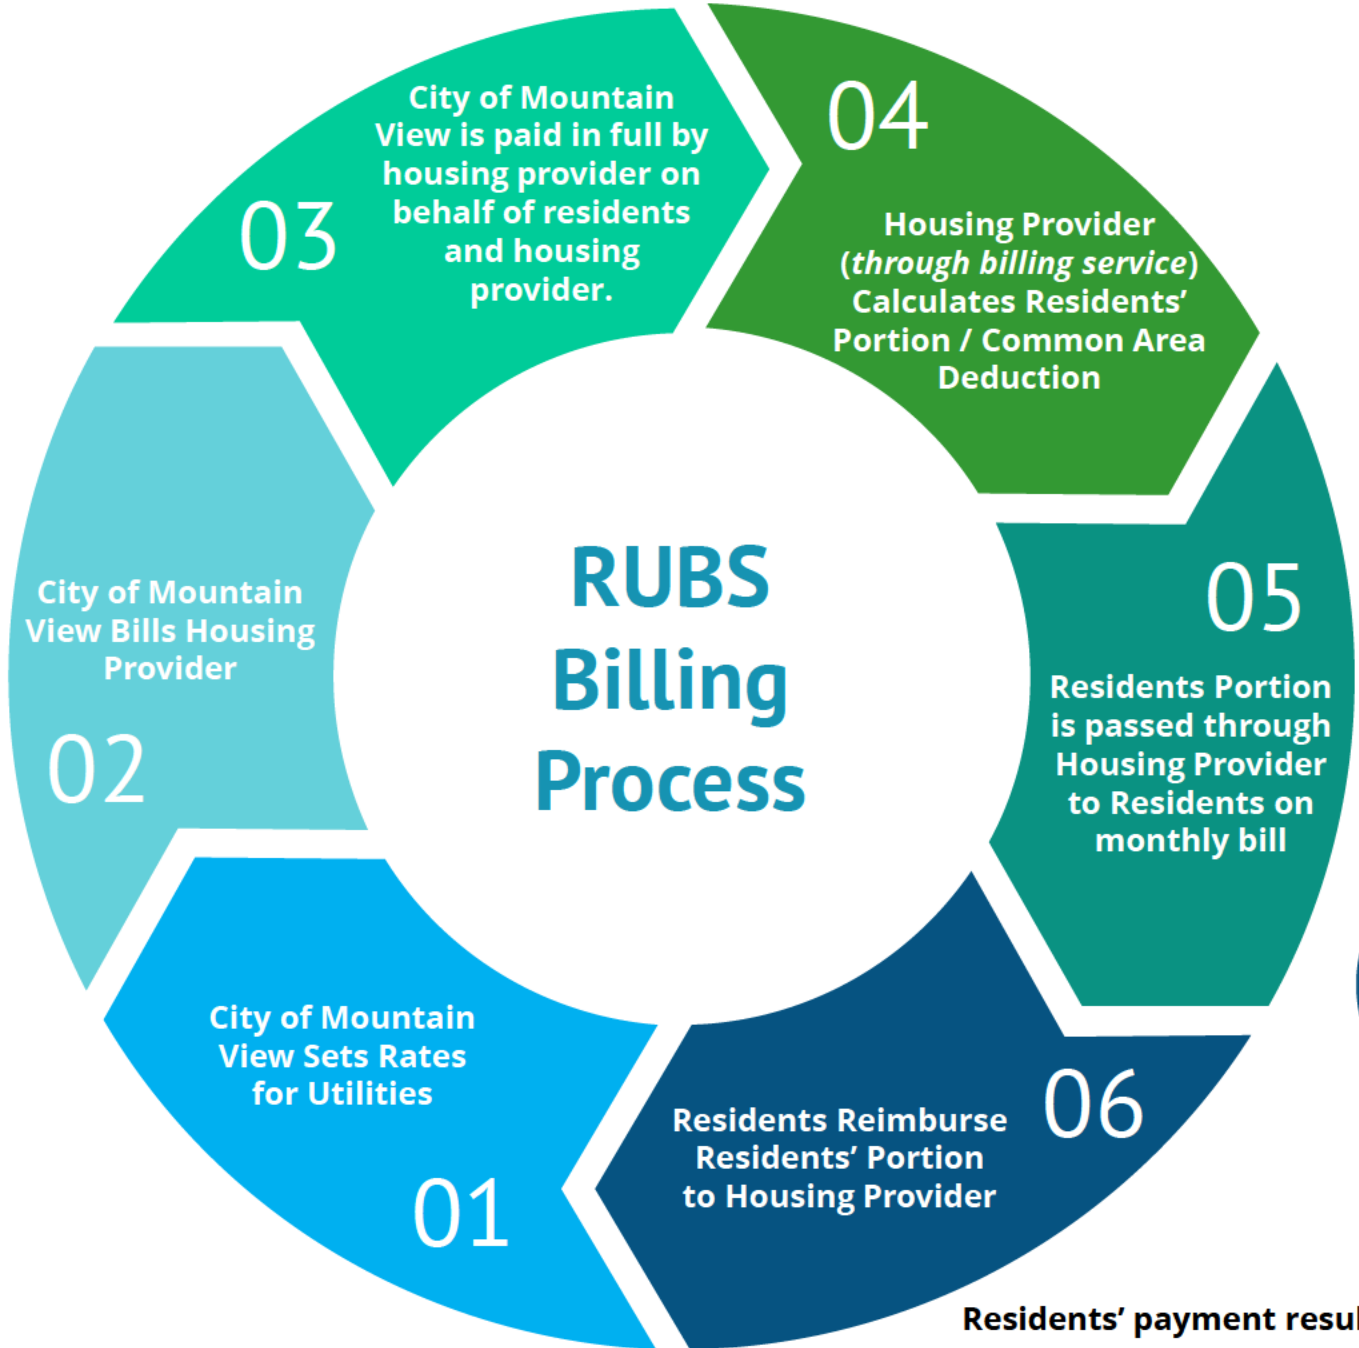 RUBS
Billing
Process
City of Mountain
View Sets Rates
for Utilities
01
City of Mountain
View Bills Housing
Provider
02
03
City of Mountain
View is paid in full by
housing provider on
behalf of residents
and housing
provider.
04
Housing Provider
(through billing service)
Calculates Residents’
Portion / Common Area
Deduction
05
Residents Portion
is passed through
Housing Provider
to Residents on
monthly bill
06
Residents Reimburse
Residents’ Portion
to Housing Provider
Residents’ payment